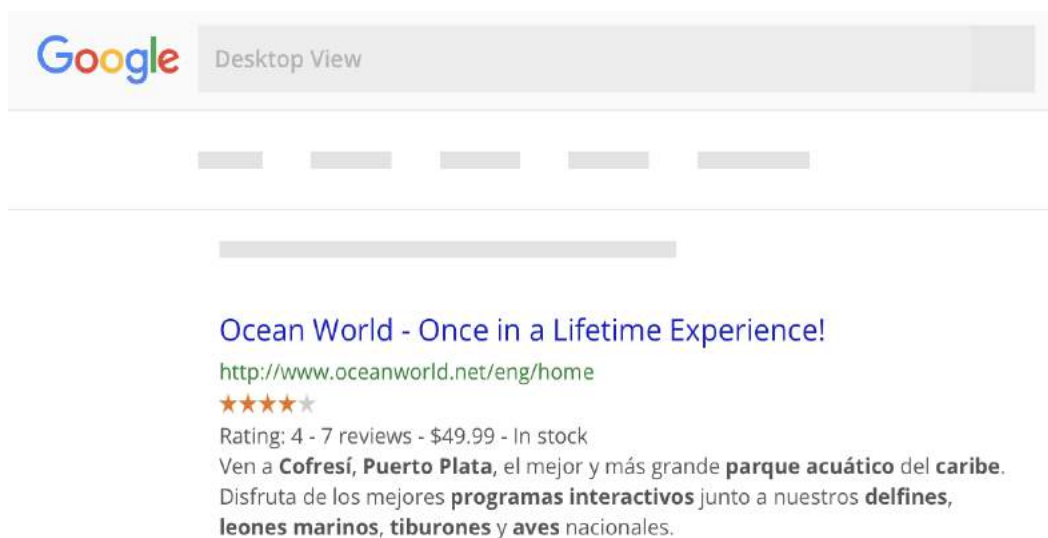 Google
Desktop View
Ocean World - Once in a Lifetime Experience!
http://www.oceanworld.net/eng/home
Rating: 4 - 7 reviews - $49.99 - In stock
Ven a Cofresí, Puerto Plata, el mejor y más grande parque acuático del caribe.
Disfruta de los mejores programas interactivos junto a nuestros delfines,
leones marinos, tiburones y aves nacionales.